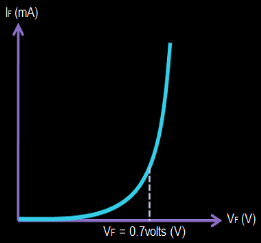 IF (mA)
VF (V)
VF = 0.7volts (V)